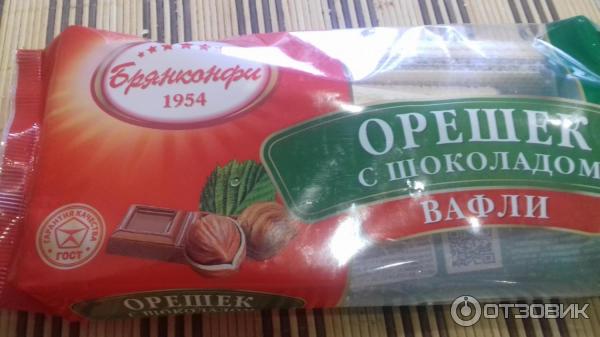 Брянконфи
1954
ОРЕШЕК
С ШОКОЛАДОМ
ВАФЛИ
ГАРАНТИЯ КАЧЕСТВА
ГОСТ
ОРЕШЕК
С ШОКОЛАДОМ
ОТЗОВИК